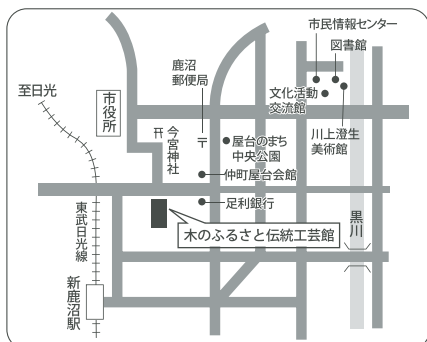 市民情報センター
鹿沼
郵便局
図書館
至日光
市役所
文化活動
交流館
今宮神社
〒
屋台のまち
中央公園
川上澄生
美術館
仲町屋台会館
足利銀行
東武日光線
木のふるさと伝統工芸館
黒川
新鹿沼駅